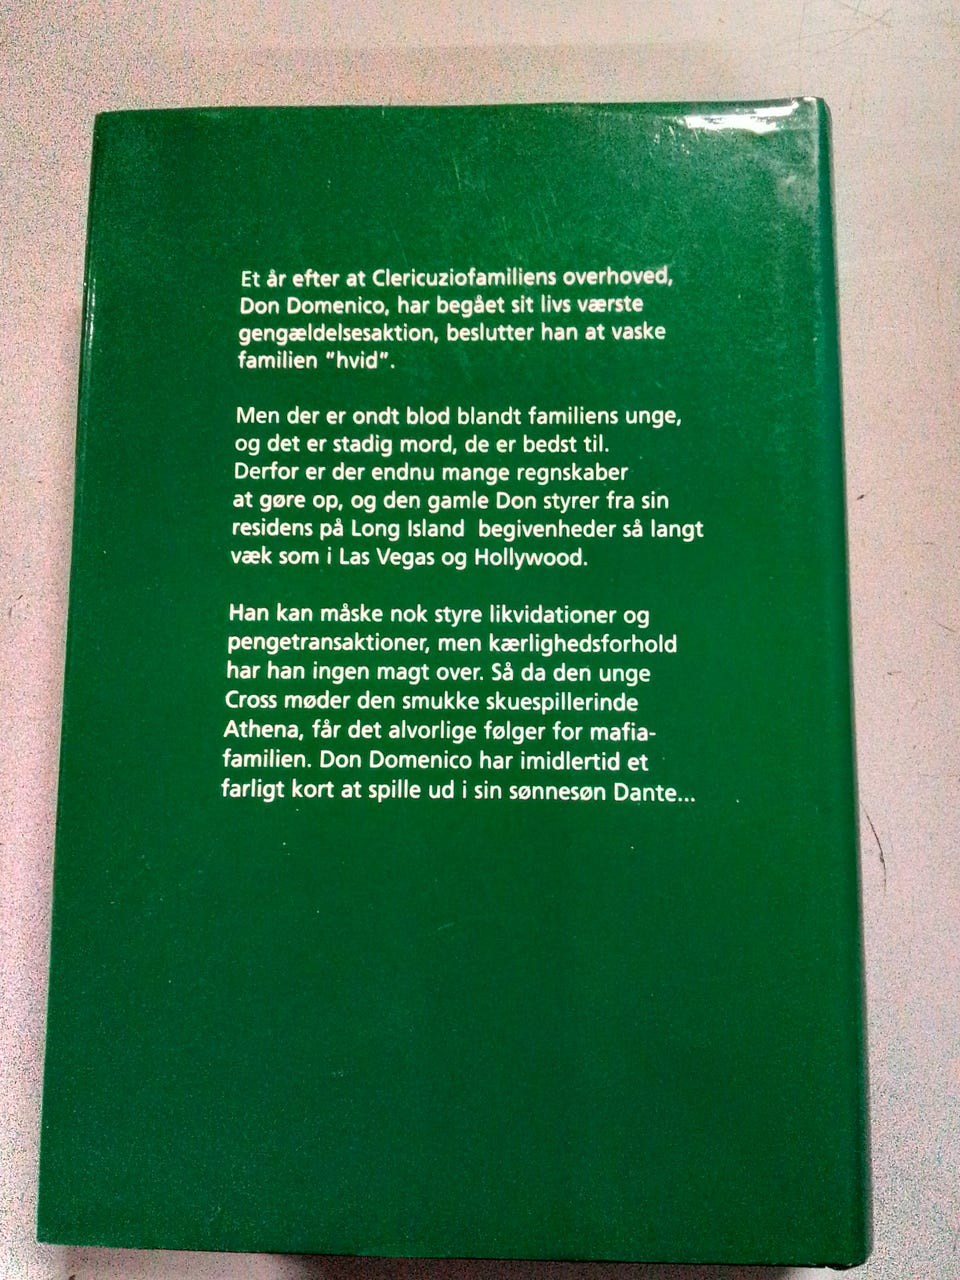 Et år efter at Clericuziofamiliens overhoved,
Don Domenico, har begået sit livs værste
gengældelsesaktion, beslutter han at vaske
familien "hvid".
Men der er ondt blod blandt familiens unge,
og det er stadig mord, de er bedst til.
Derfor er der endnu mange regnskaber
at gøre op, og den gamle Don styrer fra sin
residens på Long Island begivenheder så langt
væk som i Las Vegas og Hollywood.
Han kan måske nok styre likvidationer og
pengetransaktioner, men kærlighedsforhold
har han ingen magt over. Så da den unge
Cross møder den smukke skuespillerinde
Athena, får det alvorlige følger for mafia-
familien. Don Domenico har imidlertid et
farligt kort at spille ud i sin sønnesøn Dante...